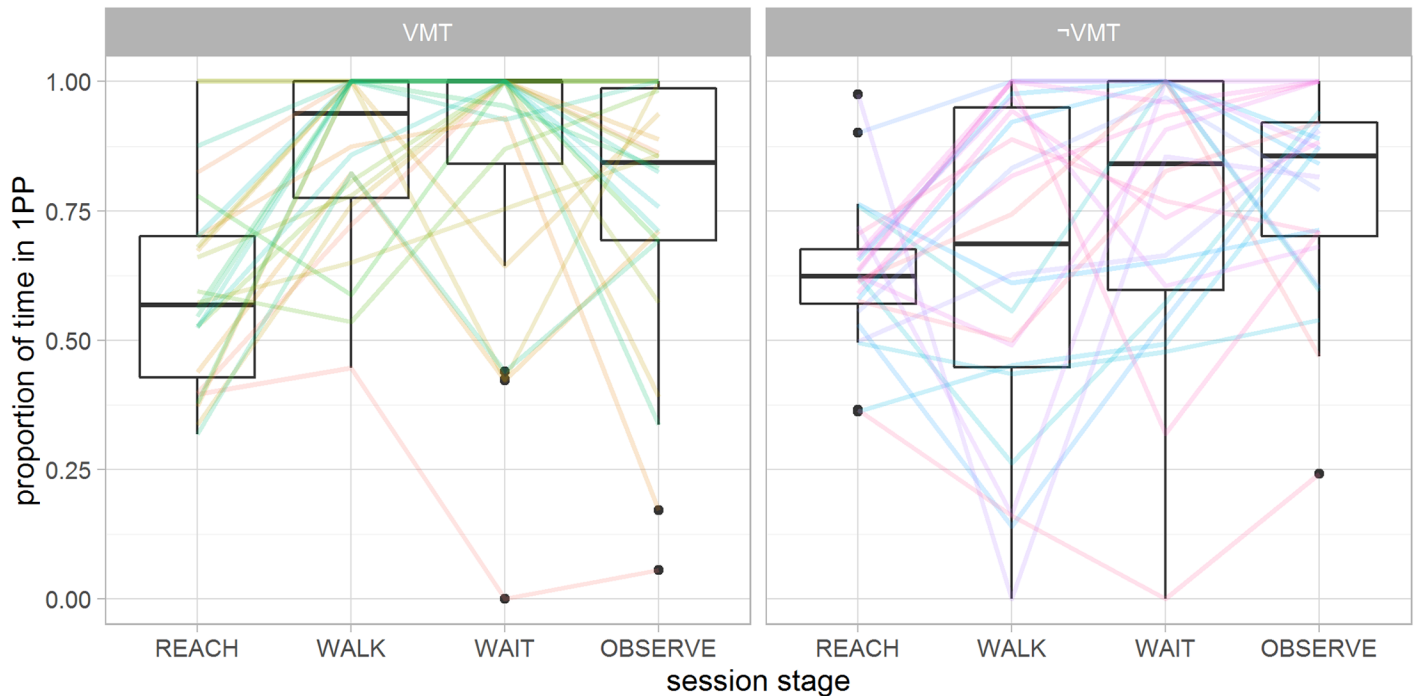 VMT
¬VMT
proportion of time in 1PP
1.00
0.75
0.50
0.25
0.00
REACH WALK WAIT OBSERVE
REACH WALK WAIT OBSERVE
session stage